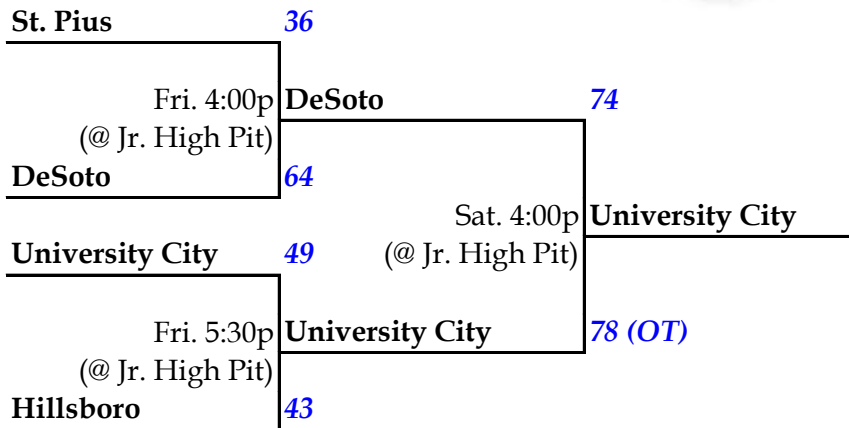 St. Pius 36
Fri. 4:00p DeSoto 74
(@ Jr. High Pit)
DeSoto 64
Sat. 4:00p University City
University City 49 (@ Jr. High Pit)
Fri. 5:30p University City 78 (OT)
(@ Jr. High Pit)
Hillsboro 43